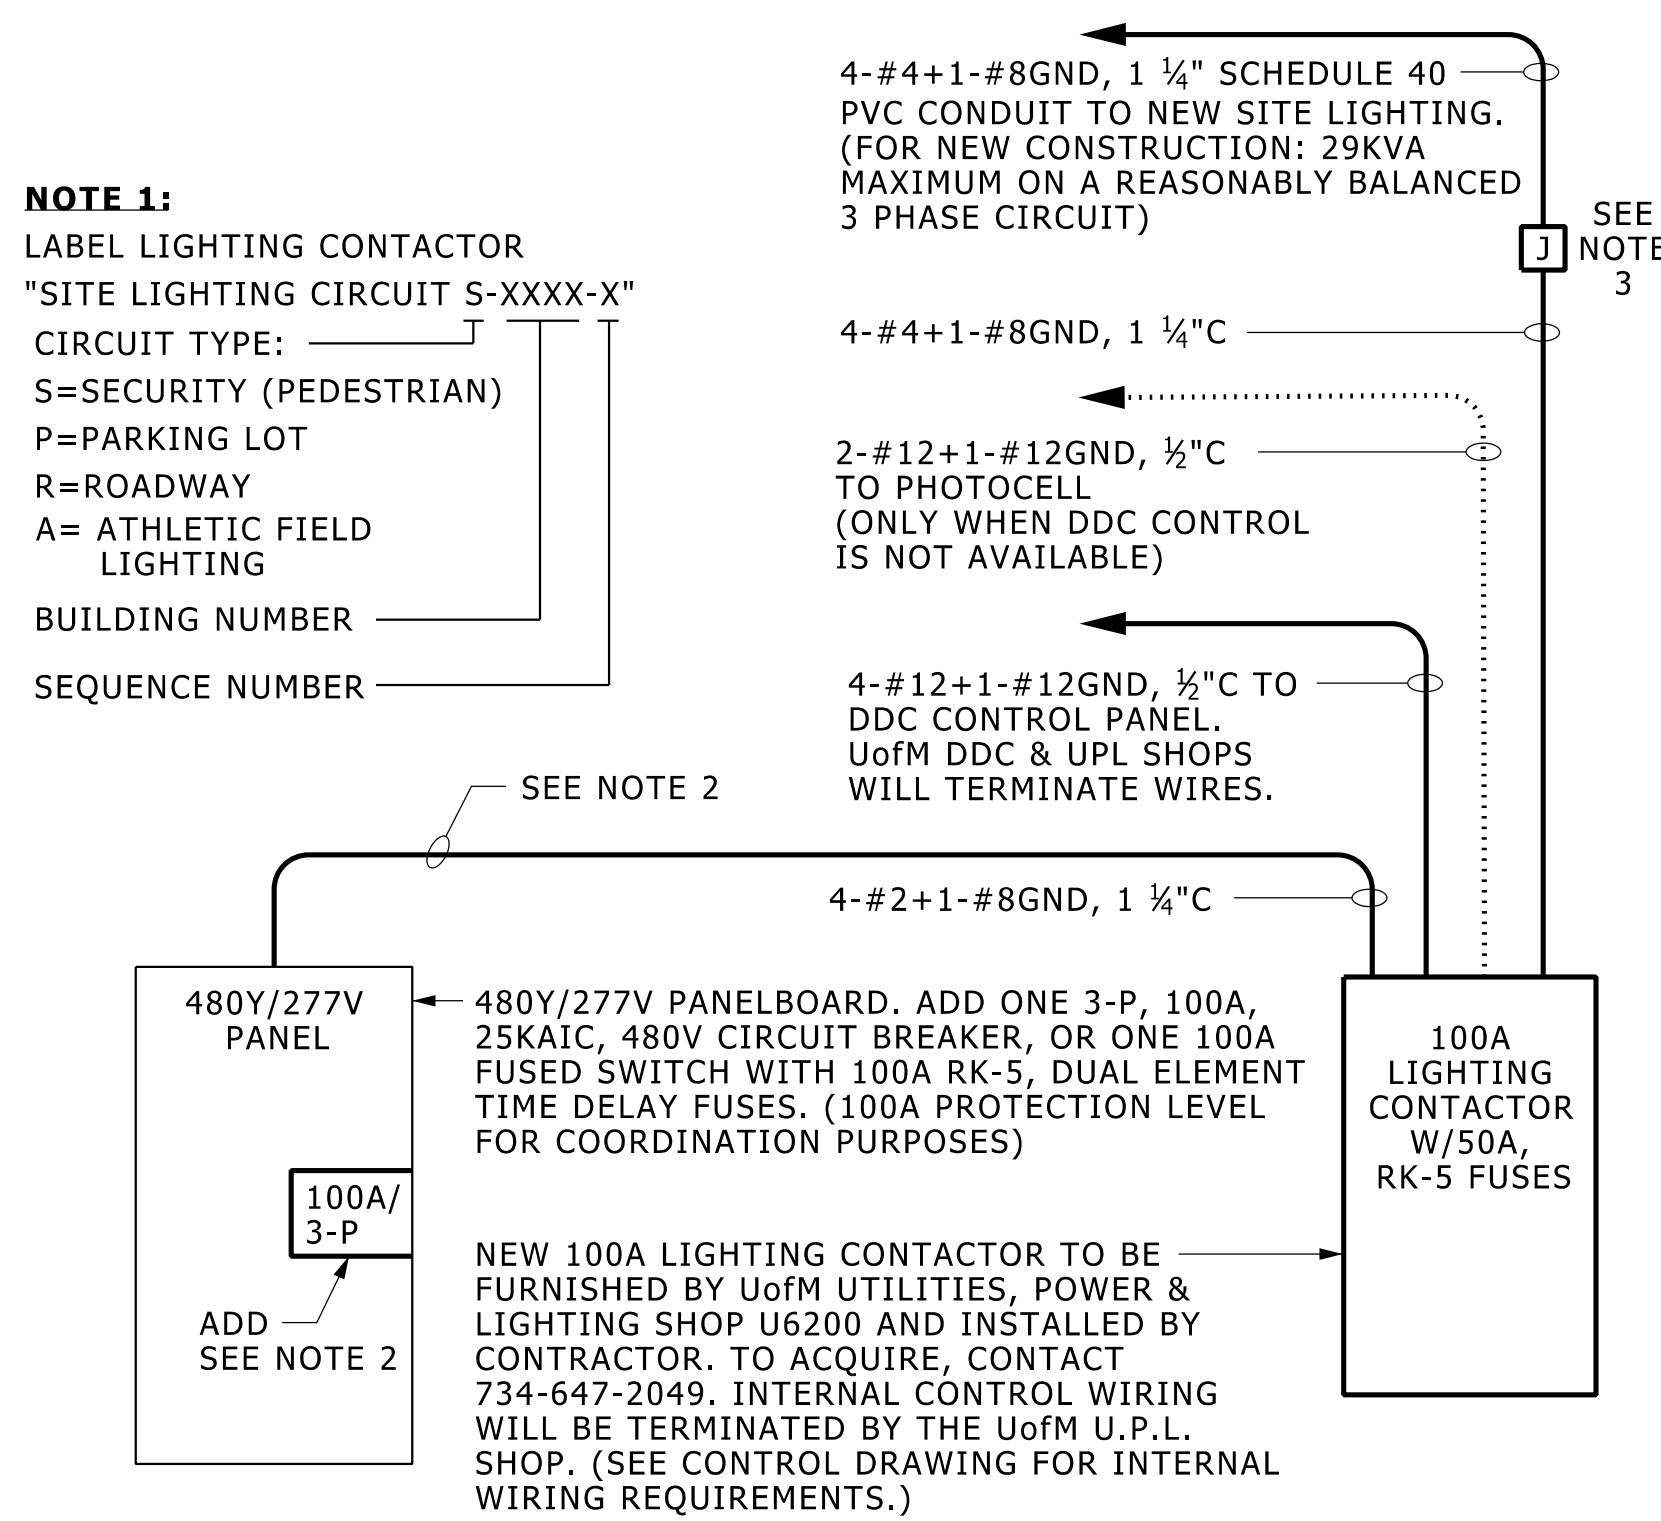 4-#4+1-#8GND, 1 ¼" SCHEDULE 40
PVC CONDUIT TO NEW SITE LIGHTING.
(FOR NEW CONSTRUCTION: 29KVA
MAXIMUM ON A REASONABLY BALANCED
3 PHASE CIRCUIT)
NOTE 1:
LABEL LIGHTING CONTACTOR
"SITE LIGHTING CIRCUIT S-XXXX-X"
CIRCUIT TYPE:
S=SECURITY (PEDESTRIAN)
P=PARKING LOT
R=ROADWAY
A= ATHLETIC FIELD
LIGHTING
BUILDING NUMBER
SEQUENCE NUMBER
J
SEE
NOTE
3
4-#4+1-#8GND, 1 ¼"C
2-#12+1-#12GND, ½"C
TO PHOTOCELL
(ONLY WHEN DDC CONTROL
IS NOT AVAILABLE)
4-#12+1-#12GND, ½"C TO
DDC CONTROL PANEL.
UofM DDC & UPL SHOPS
WILL TERMINATE WIRES.
SEE NOTE 2
4-#2+1-#8GND, 1 ¼"C
480Y/277V
PANEL
100A/
3-P
ADD
SEE NOTE 2
480Y/277V PANELBOARD. ADD ONE 3-P, 100A,
25KAIC, 480V CIRCUIT BREAKER, OR ONE 100A
FUSED SWITCH WITH 100A RK-5, DUAL ELEMENT
TIME DELAY FUSES. (100A PROTECTION LEVEL
FOR COORDINATION PURPOSES)
NEW 100A LIGHTING CONTACTOR TO BE
FURNISHED BY UofM UTILITIES, POWER &
LIGHTING SHOP U6200 AND INSTALLED BY
CONTRACTOR. TO ACQUIRE, CONTACT
734-647-2049. INTERNAL CONTROL WIRING
WILL BE TERMINATED BY THE UofM U.P.L.
SHOP. (SEE CONTROL DRAWING FOR INTERNAL
WIRING REQUIREMENTS.)
100A
LIGHTING
CONTACTOR
W/50A,
RK-5 FUSES